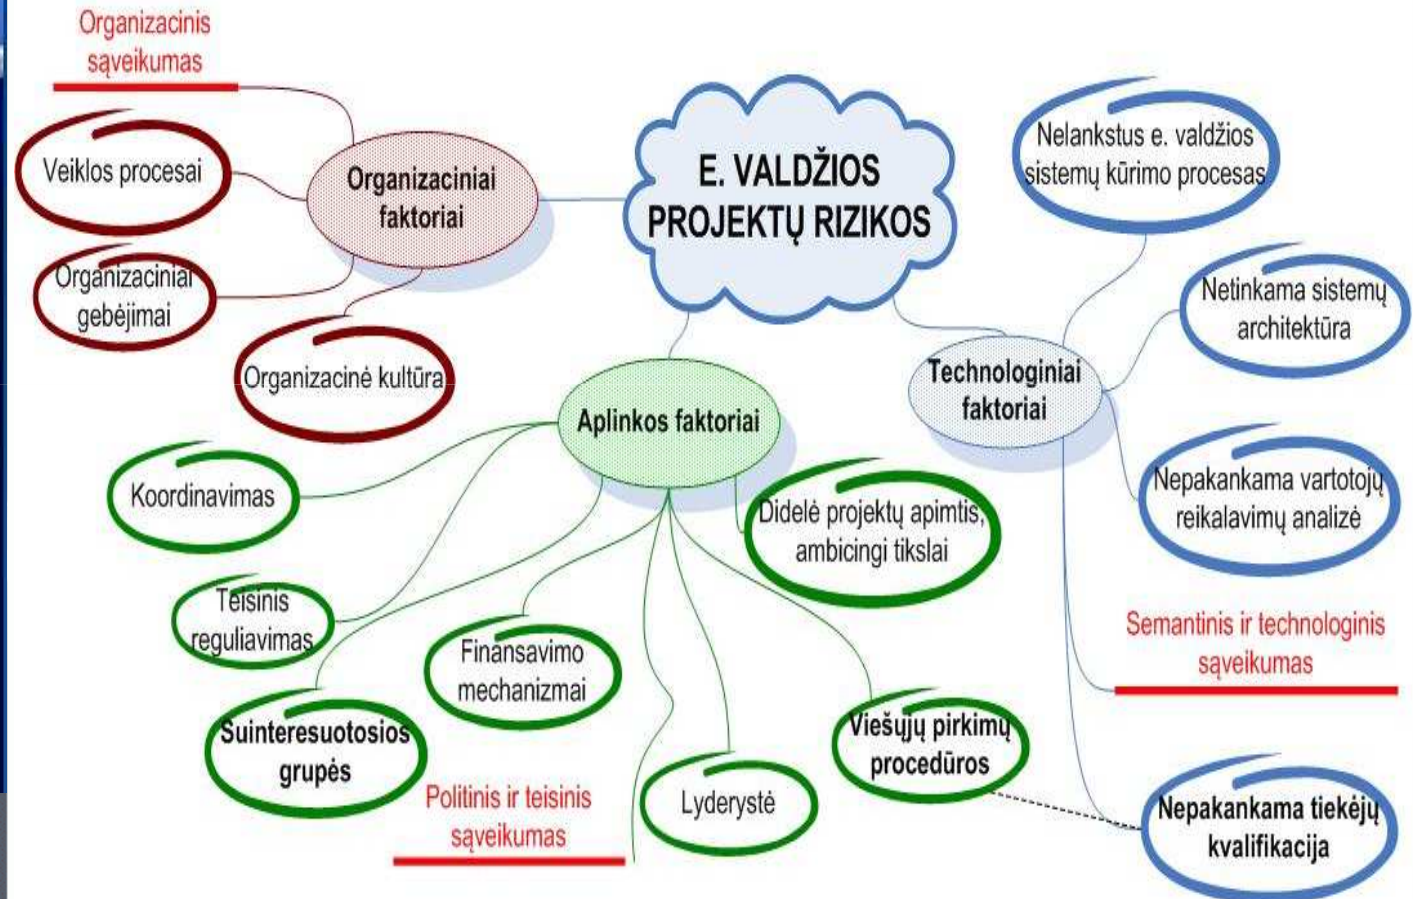 Organizacinis
sąveikumas
Veiklos procesai
Organizaciniai
gebėjimai
Organizacinė kultūra
Organizaciniai
faktoriai
E. VALDŽIOS
PROJEKTŲ RIZIKOS
Nelankstus e. valdžios
sistemų kūrimo procesas
Netinkama sistemų
architektūra
Technologiniai
faktoriai
Nepakankama vartotojų
reikalavimų analizė
Semantinis ir technologinis
sąveikumas
Nepakankama tiekėjų
kvalifikacija
Aplinkos faktoriai
Koordinavimas
Teisinis
reguliavimas
Suinteresuotosios
grupės
Finansavimo
mechanizmai
Politinis ir teisinis
sąveikumas
Lyderystė
Viešųjų pirkimų
procedūros
Didelė projektų apimtis,
ambicingi tikslai